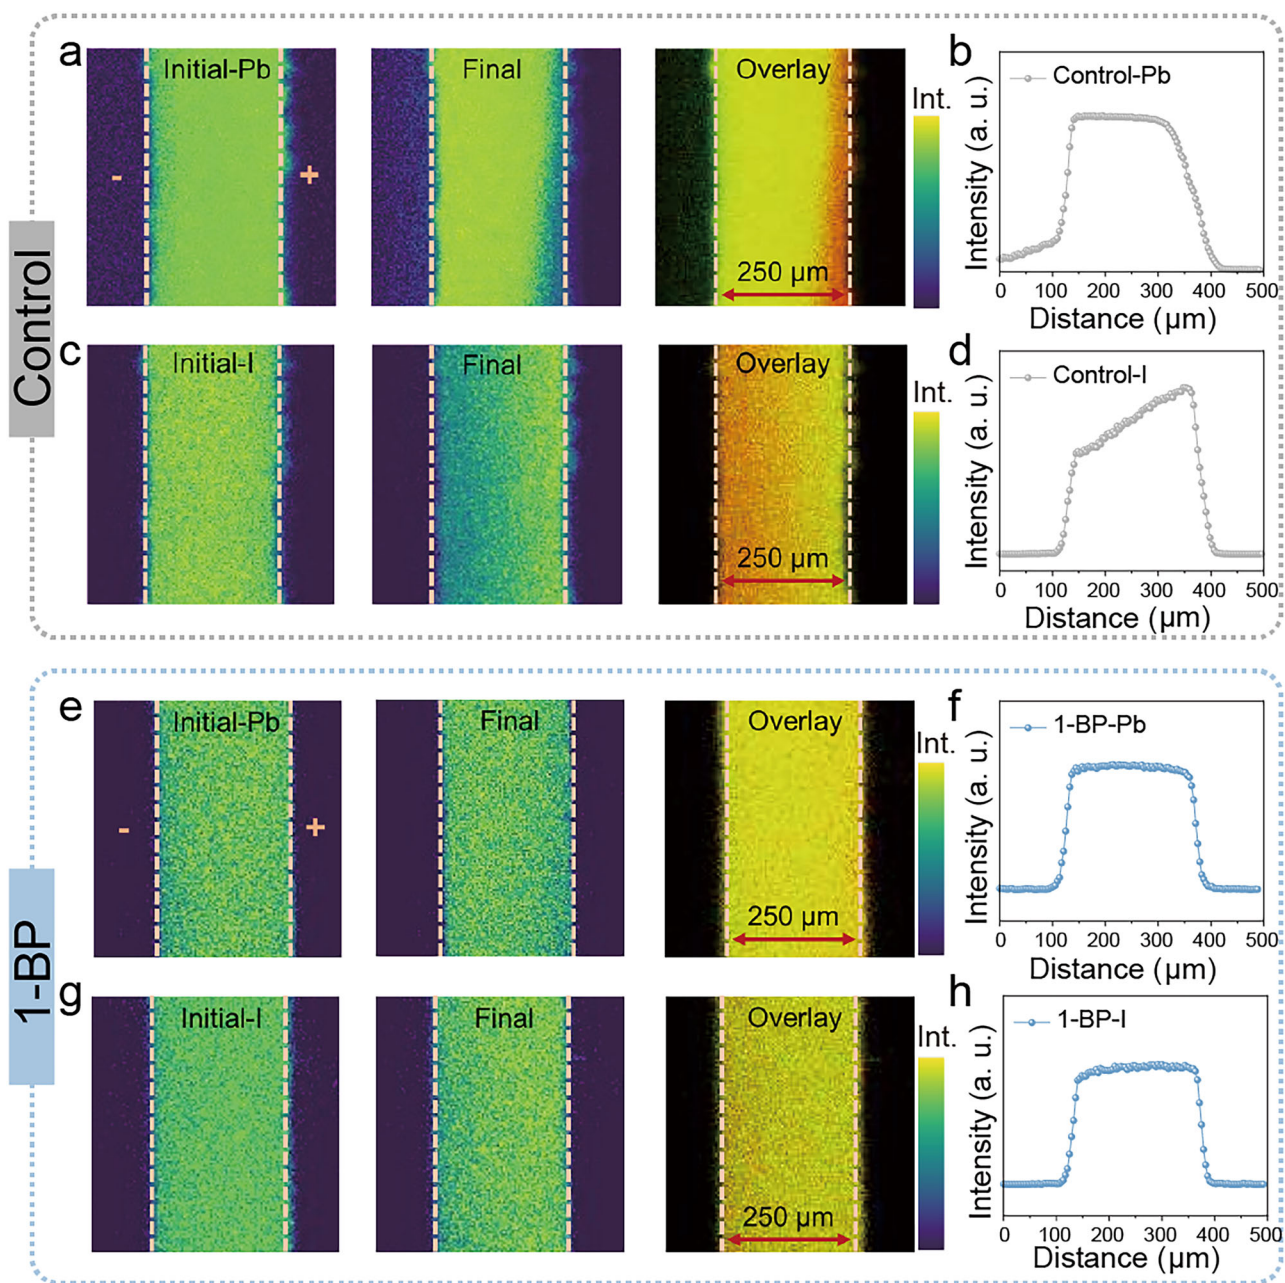 Control
a
Initial-Pb
Final
Overlay
-
+
250 µm
Int.
b
Control-Pb
Intensity (a. u.)
0 100 200 300 400 500
Distance (µm)
c
Initial-I
Final
Overlay
250 µm
Int.
d
Control-I
Intensity (a. u.)
0 100 200 300 400 500
Distance (µm)
1-BP
e
Initial-Pb
Final
Overlay
-
+
250 µm
Int.
f
1-BP-Pb
Intensity (a. u.)
0 100 200 300 400 500
Distance (µm)
g
Initial-I
Final
Overlay
250 µm
Int.
h
1-BP-I
Intensity (a. u.)
0 100 200 300 400 500
Distance (µm)